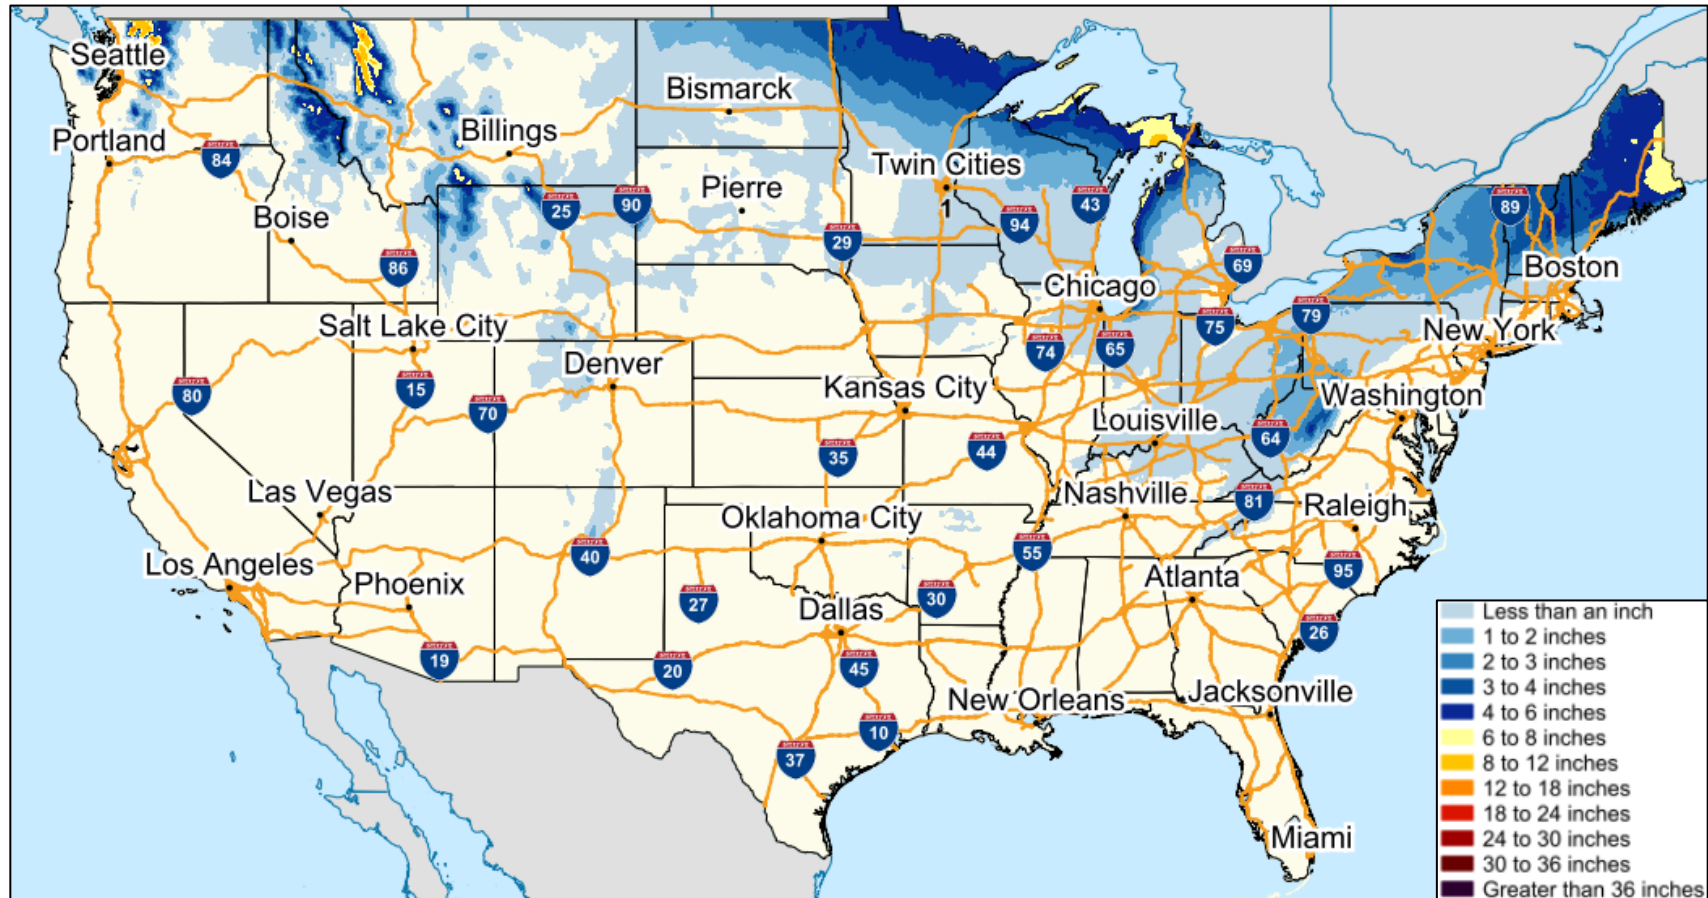 Seattle
Portland
84
Boise
86
Billings
25
90
Bismarck
Pierre
29
Twin Cities
1
94
43
69
89
Boston
Chicago
79
75
New York
74
65
Salt Lake City
Denver
80
15
70
Kansas City
Washington
Louisville
64
35
44
Las Vegas
Nashville
81
Raleigh
Oklahoma City
Los Angeles
40
55
95
Phoenix
Atlanta
27
30
Dallas
26
19
20
45
New Orleans
Jacksonville
10
37
Miami
Less than an inch
1 to 2 inches
2 to 3 inches
3 to 4 inches
4 to 6 inches
6 to 8 inches
8 to 12 inches
12 to 18 inches
18 to 24 inches
24 to 30 inches
30 to 36 inches
Greater than 36 inches